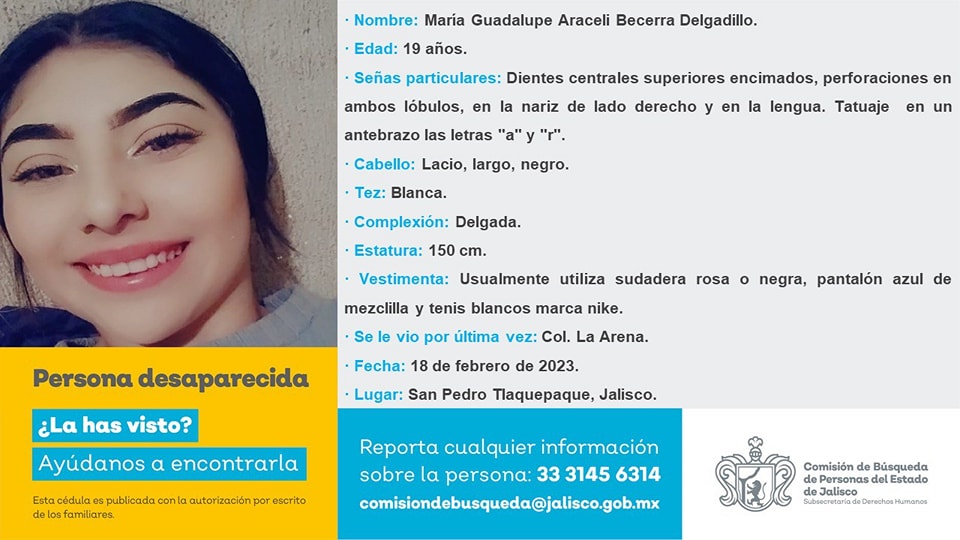 · Nombre: María Guadalupe Araceli Becerra Delgadillo.
· Edad: 19 años.
· Señas particulares: Dientes centrales superiores encimados, perforaciones en
ambos lóbulos, en la nariz de lado derecho y en la lengua. Tatuaje en un
antebrazo las letras "a" y "r".
· Cabello: Lacio, largo, negro.
· Tez: Blanca.
· Complexión: Delgada.
· Estatura: 150 cm.
· Vestimenta: Usualmente utiliza sudadera rosa o negra, pantalón azul de
mezclilla y tenis blancos marca nike.
· Se le vio por última vez: Col. La Arena.
· Fecha: 18 de febrero de 2023.
· Lugar: San Pedro Tlaquepaque, Jalisco.
Persona desaparecida
¿La has visto?
Ayúdanos a encontrarla
Esta cédula es publicada con la autorización por escrito
de los familiares.
Reporta cualquier información
sobre la persona: 33 3145 6314
comisiondebusqueda@jalisco.gob.mx
Comisión de Búsqueda
de Personas del Estado
de Jalisco
Subsecretaría de Derechos Humanos